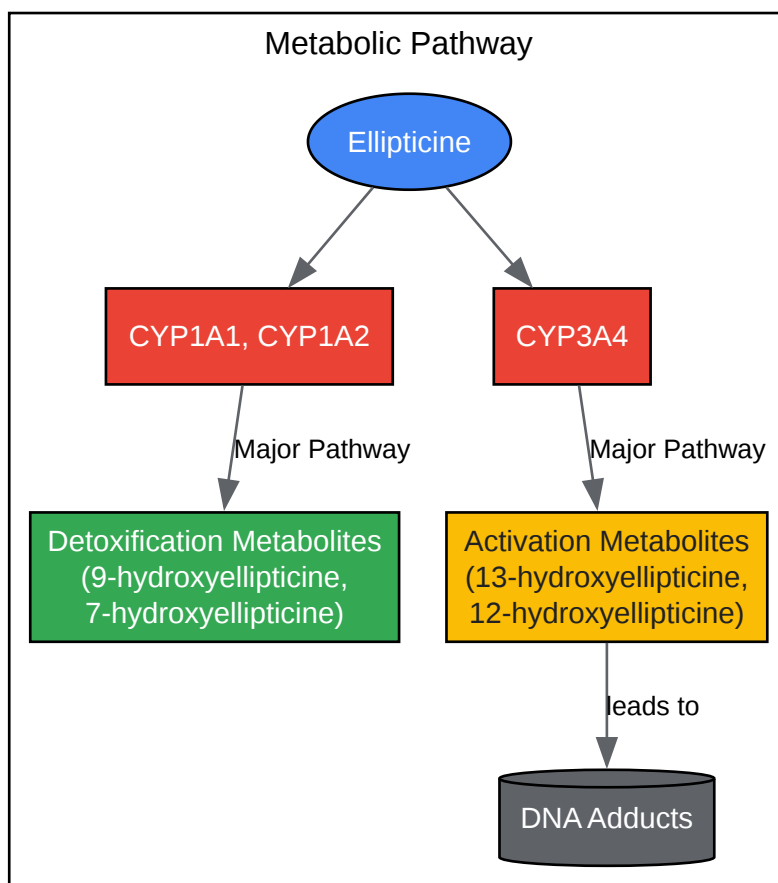 Metabolic Pathway
Ellipticine
CYP1A1, CYP1A2
CYP3A4
Major Pathway
Major Pathway
Detoxification Metabolites
(9-hydroxyellipticine,
7-hydroxyellipticine)
Activation Metabolites
(13-hydroxyellipticine,
12-hydroxyellipticine)
leads to
DNA Adducts